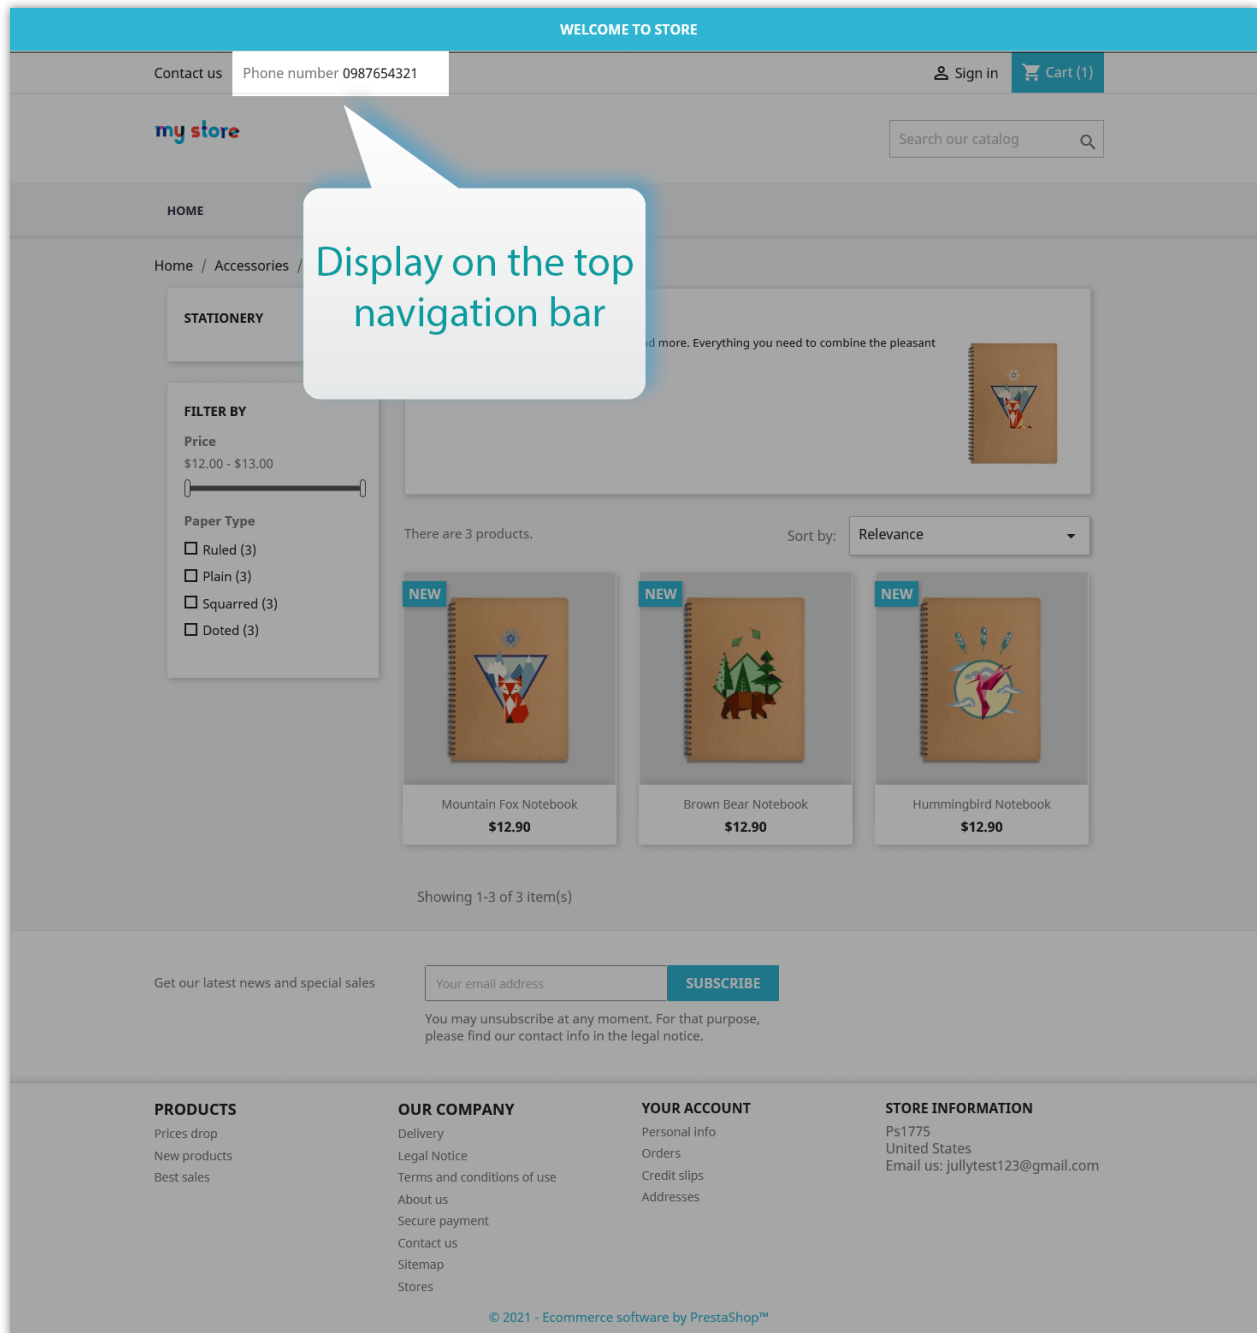 WELCOME TO STORE
Contact us Phone number 0987654321 Sign in Cart (1)
my store
Search our catalog
HOME
Home / Accessories /
Display on the top
navigation bar
STATIONERY
more. Everything you need to combine the pleasant
FILTER BY
Price
$12.00 - $13.00
Paper Type
Ruled (3)
Plain (3)
Squarred (3)
Doted (3)
There are 3 products.
Sort by: Relevance
NEW
NEW
NEW
Mountain Fox Notebook
$12.90
Brown Bear Notebook
$12.90
Hummingbird Notebook
$12.90
Showing 1-3 of 3 item(s)
Get our latest news and special sales
Your email address
SUBSCRIBE
You may unsubscribe at any moment. For that purpose,
please find our contact info in the legal notice.
PRODUCTS
Prices drop
New products
Best sales
OUR COMPANY
Delivery
Legal Notice
Terms and conditions of use
About us
Secure payment
Contact us
Sitemap
Stores
YOUR ACCOUNT
Personal info
Orders
Credit slips
Addresses
STORE INFORMATION
Ps1775
United States
Email us: jullytest123@gmail.com
© 2021 - Ecommerce software by PrestaShop™